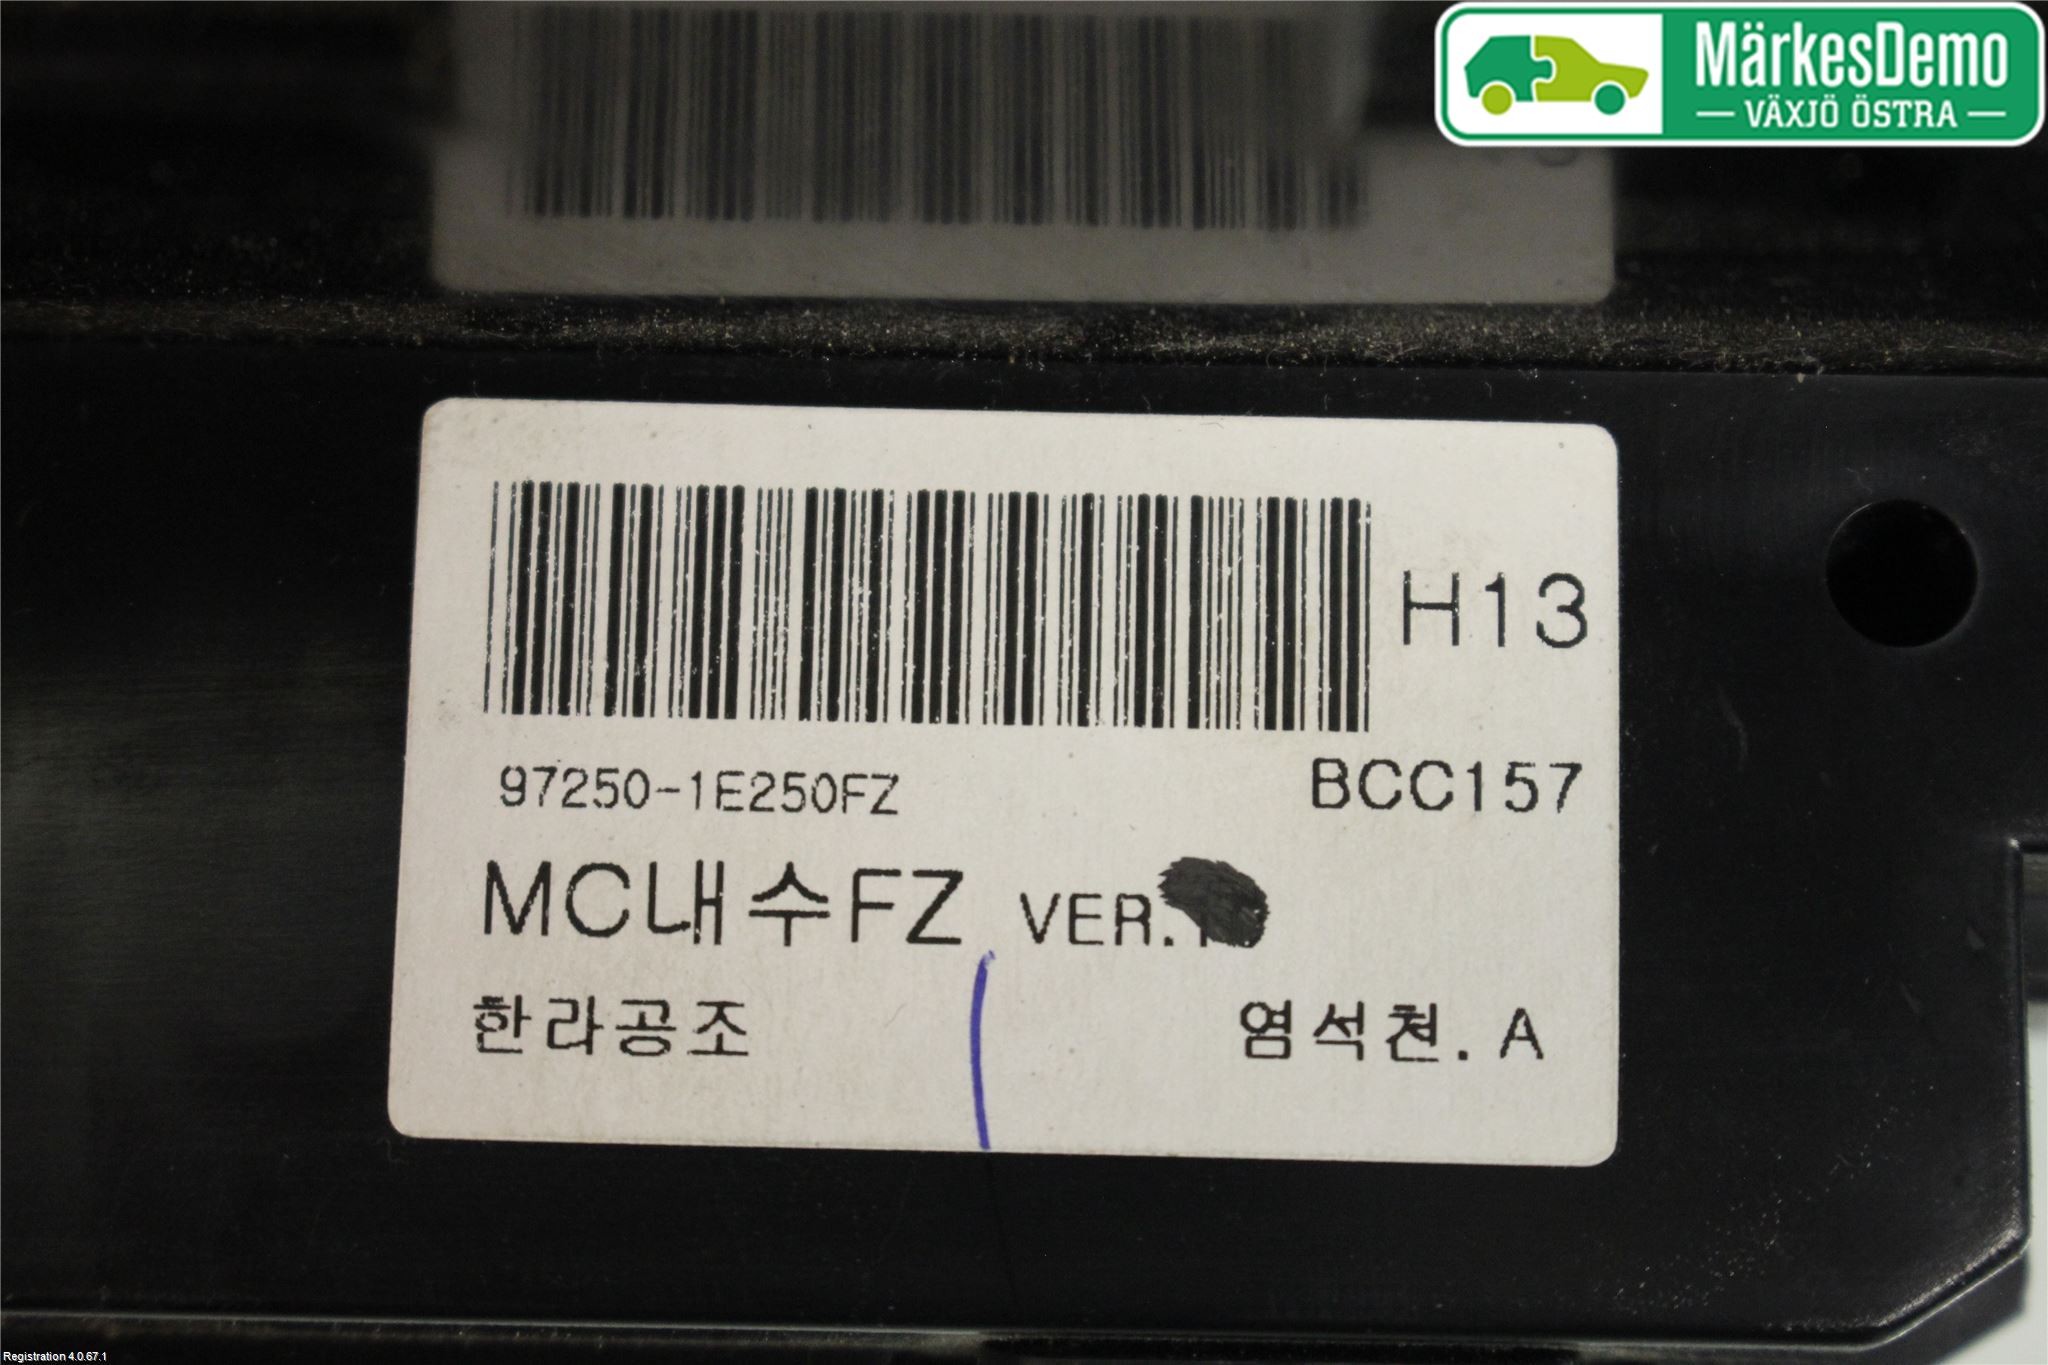 MärkesDemo
VÄXJÖ ÖSTRA
H13
97250-1E250FZ BCC157
MC내수FZ VER.
한라공조 염석천.A
Registration 4.0.67.1